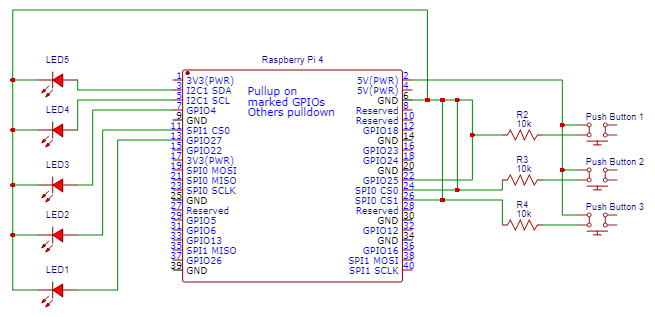 Raspberry Pi 4
LED5
LED4
LED3
LED2
LED1
Pullup on
marked GPIOs
Others pulldown
1 3V3(PWR)
3 I2C1 SDA
5 I2C1 SCL
7 GPIO4
9 GND
11 SPI1 CS0
13 GPIO27
15 GPIO22
17 3V3(PWR)
19 SPI0 MOSI
21 SPI0 MISO
23 SPI0 SCLK
25 GND
27 Reserved
29 GPIO5
31 GPIO6
33 GPIO13
35 SPI1 MISO
37 GPIO26
39 GND
5V(PWR) 2
5V(PWR) 4
GND 6
Reserved 8
Reserved 10
GPIO18 12
GND 14
GPIO23 16
GPIO24 18
GND 20
GPIO25 22
SPI0 CS0 24
SPI0 CS1 26
Reserved 28
GND 30
GPIO12 32
GND 34
GPIO16 36
SPI1 MOSI 38
SPI1 SCLK 40
R2
10k
Push Button 1
R3
10k
Push Button 2
R4
10k
Push Button 3